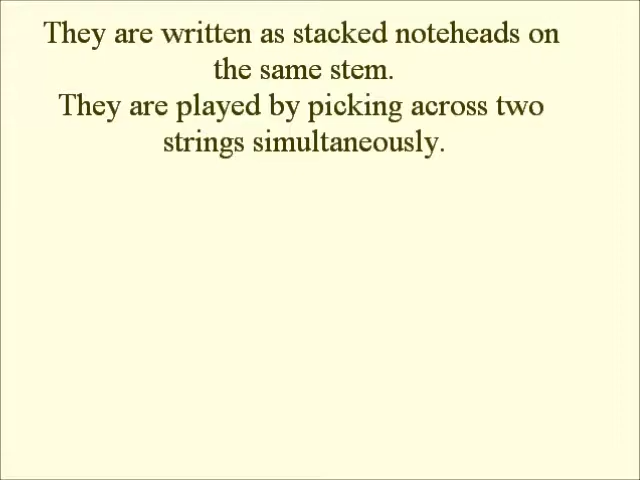 They are written as stacked noteheads on
the same stem.
They are played by picking across two
strings simultaneously.